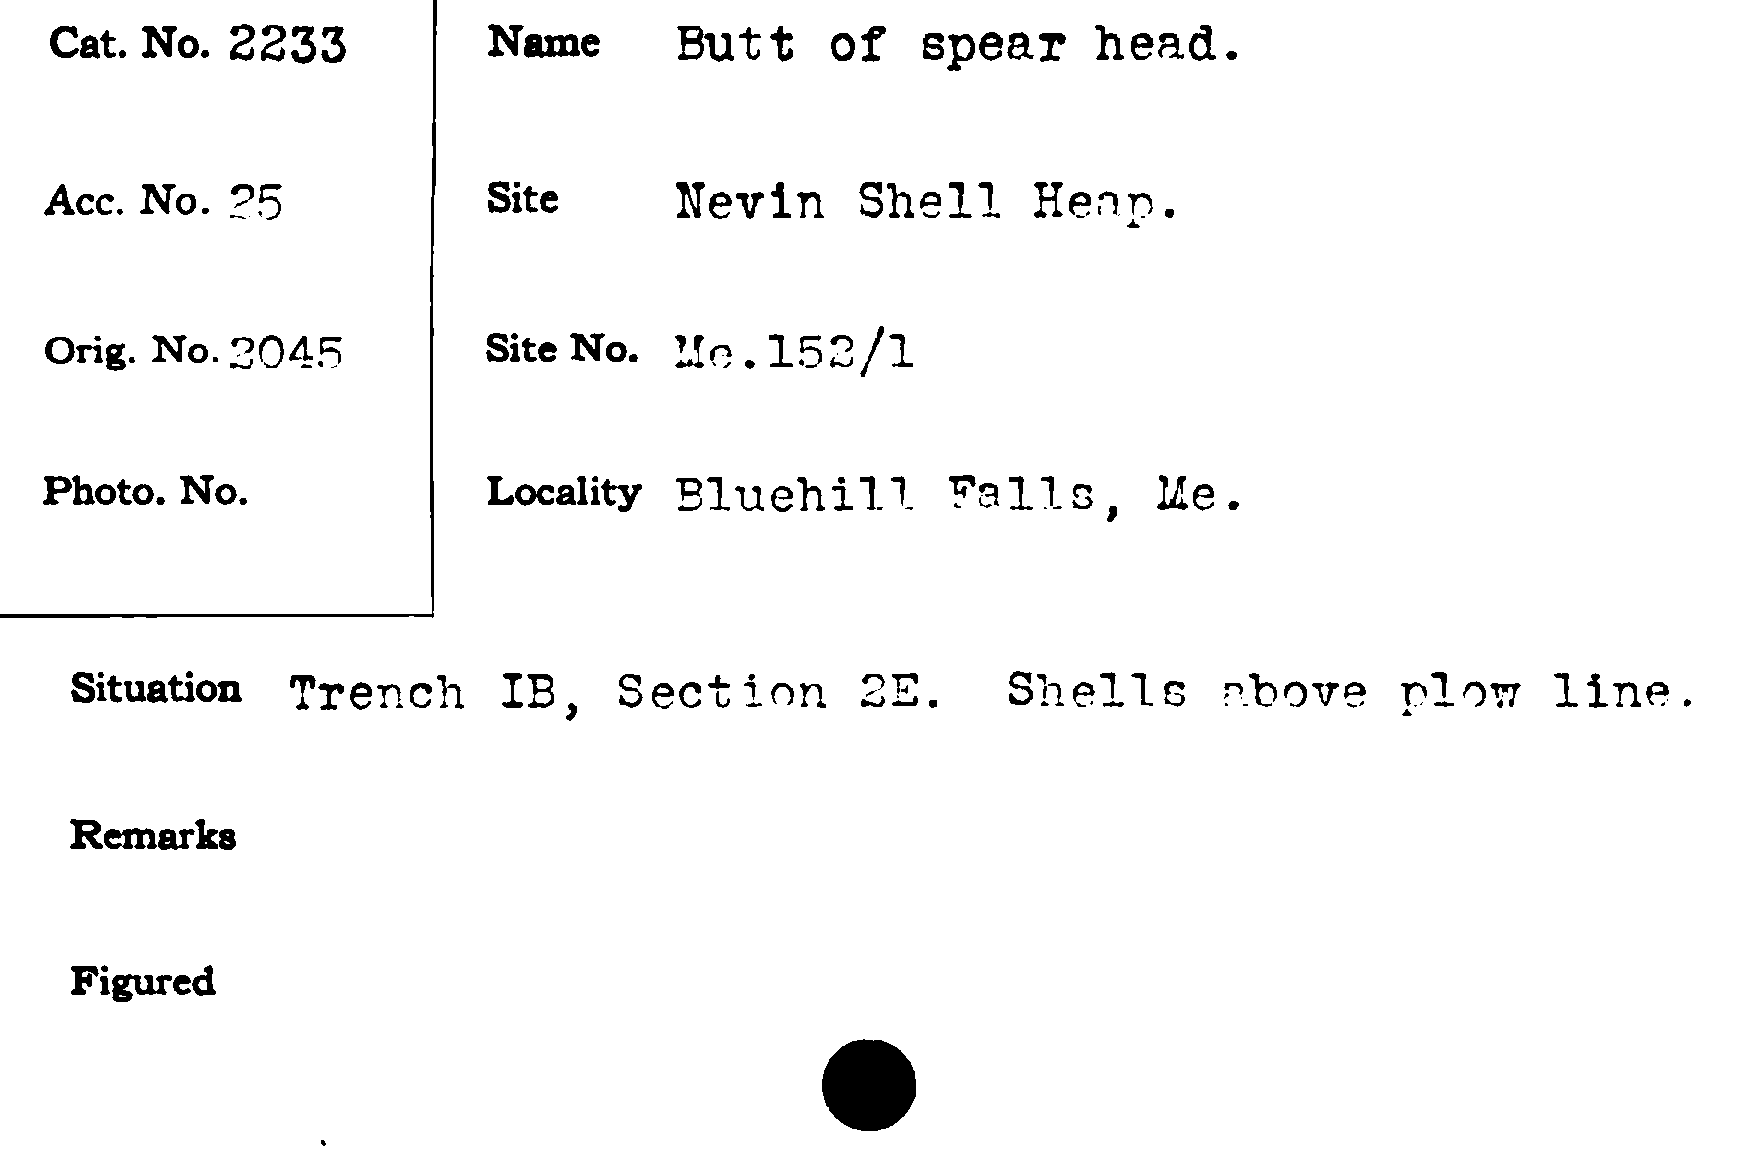 Cat. No. 2233
Name Butt of spear head.
Acc. No. 25
Site Nevin Shell Heap.
Orig. No. 2045
Site No. Me.152/1
Photo. No.
Locality Bluehill Falls, Me.
Situation Trench IB, Section 2E. Shells above plow line.
Remarks
Figured